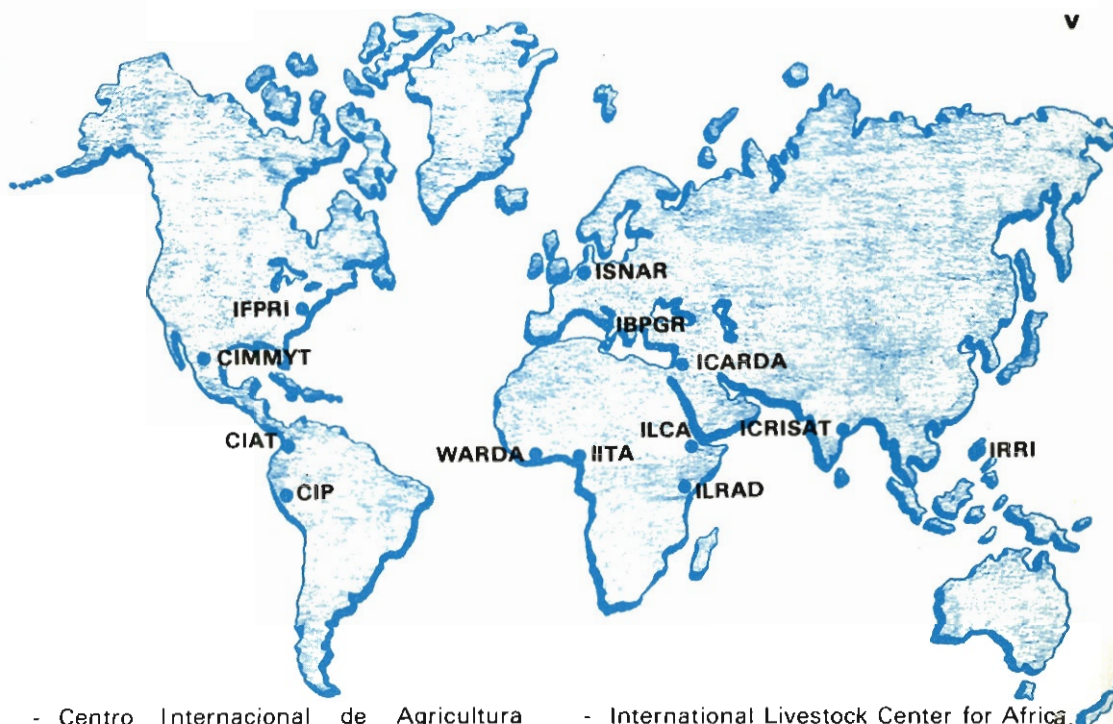 v
ISNAR
IFPRI
IBPGR
CIMMYT
ICARDA
CIAT
ILCA
ICRISAT
WARDA
IITA
IRRI
CIP
ILRAD
- Centro Internacional de Agricultura
- International Livestock Center for Africa